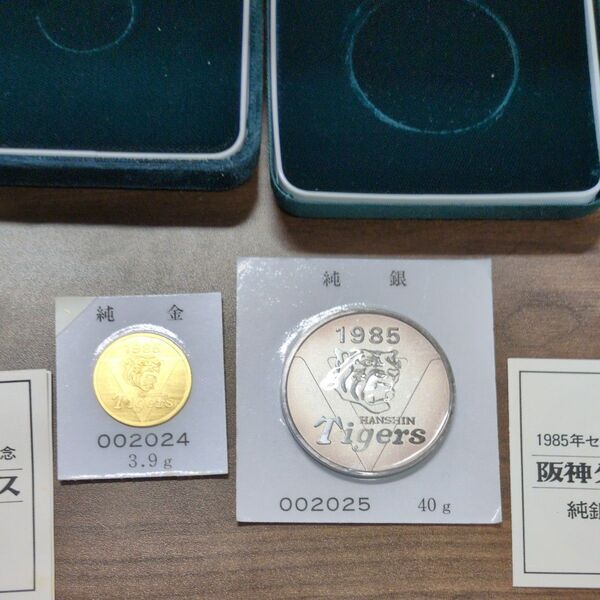 純 金
1985
Tigers
002024
3.9g
純 銀
1985
HANSHIN
Tigers
002025 40g
念
ス
1985年セ
阪神タ
純銀